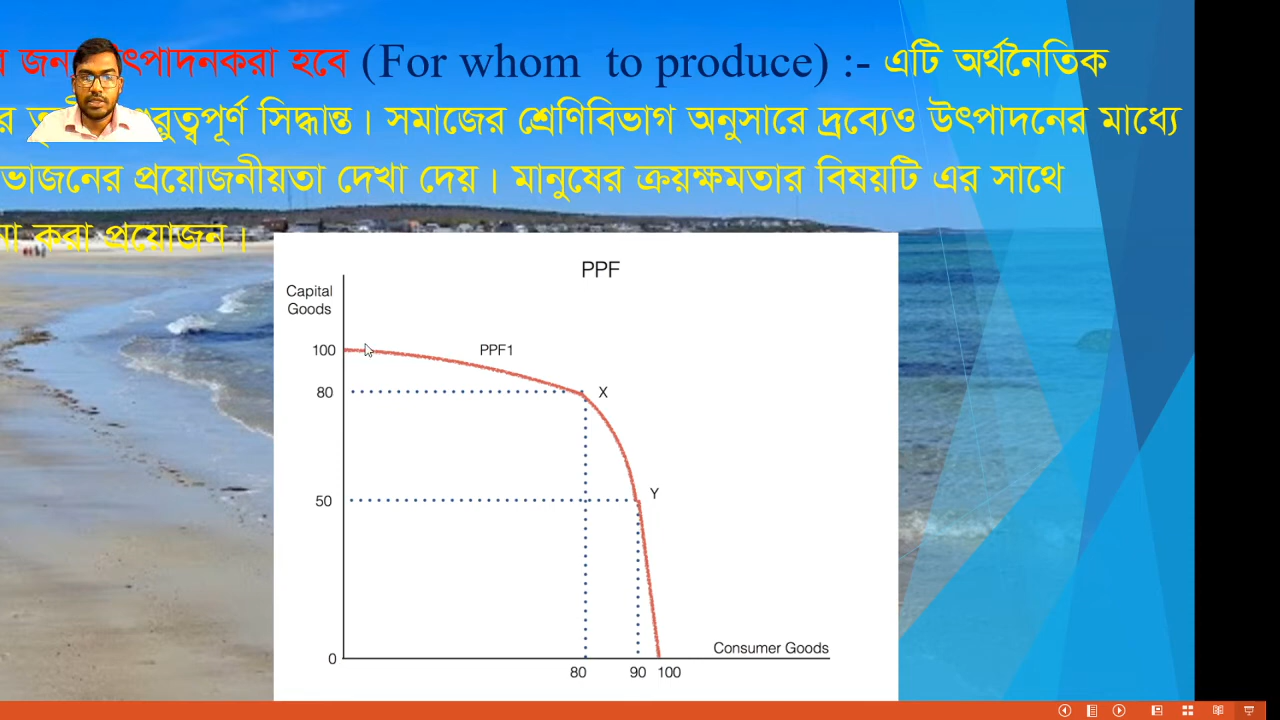 জন্য উৎপাদনকরা হবে (For whom to produce) :- এটি অর্থনৈতিক
গুরুত্বপূর্ণ সিদ্ধান্ত। সমাজের শ্রেণিবিভাগ অনুসারে দ্রব্যেও উৎপাদনের মাধ্যে
ভাজনের প্রয়োজনীয়তা দেখা দেয়। মানুষের ক্রয়ক্ষমতার বিষয়টি এর সাথে
করা প্রয়োজন।
PPF
Capital
Goods
100
PPF1
80
X
50
Y
0
Consumer Goods
80 90 100